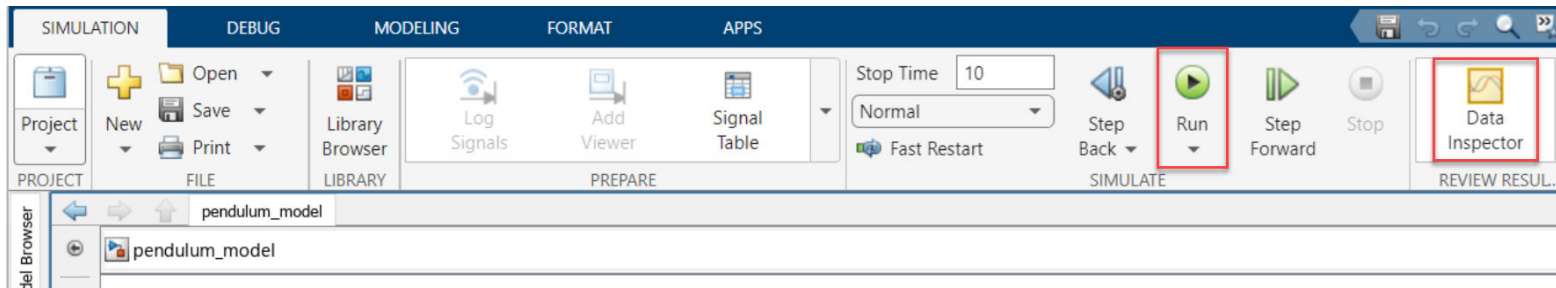 SIMULATION DEBUG MODELING FORMAT APPS
Project
New
Open
Save
Print
Library
Browser
Log
Signals
Add
Viewer
Signal
Table
Stop Time 10
Normal
Fast Restart
Step
Back
Run
Step
Forward
Stop
Data
Inspector
PROJECT FILE LIBRARY PREPARE SIMULATE REVIEW RESUL...
pendulum_model
pendulum_model
Browser